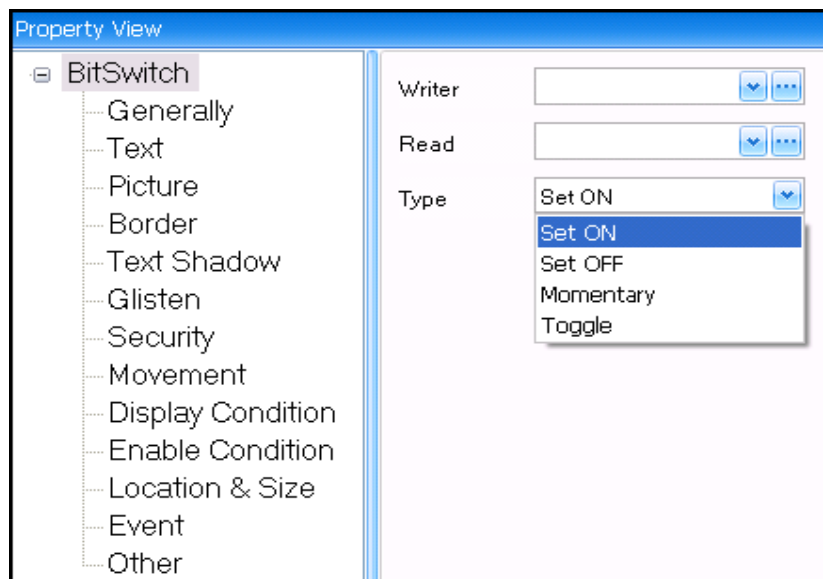 Property View
BitSwitch
Generally
Text
Picture
Border
Text Shadow
Glisten
Security
Movement
Display Condition
Enable Condition
Location & Size
Event
Other
Writer
Read
Type
Set ON
Set ON
Set OFF
Momentary
Toggle